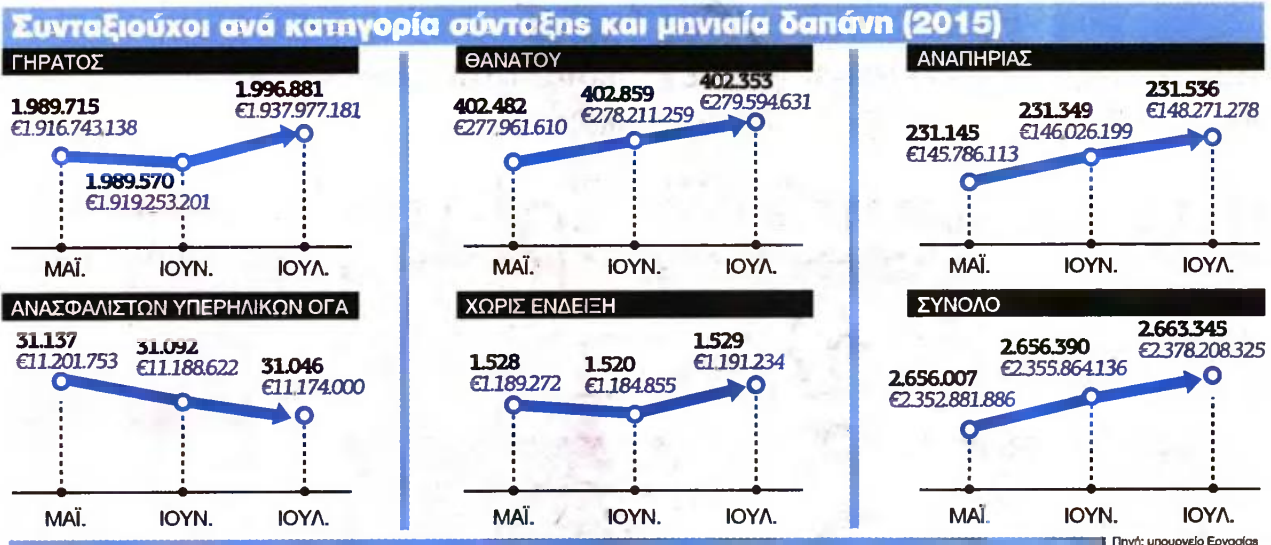 Συνταξιούχοι ανά κατηγορία σύνταξης και μηνιαία δαπάνη (2015)
ΓΗΡΑΤΟΣ
1.989.715
€1.916.743.138
1.989.570
€1.919.253.201
1.996.881
€1.937.977.181
ΜΑΪ. ΙΟΥΝ. ΙΟΥΛ.
ΘΑΝΑΤΟΥ
402.482
€277.961.610
402.859
€278.211.259
402.353
€279.594.631
ΜΑΪ. ΙΟΥΝ. ΙΟΥΛ.
ΑΝΑΠΗΡΙΑΣ
231.145
€145.786.113
231.349
€146.026.199
231.536
€148.271.278
ΜΑΪ. ΙΟΥΝ. ΙΟΥΛ.
ΑΝΑΣΦΑΛΙΣΤΩΝ ΥΠΕΡΗΛΙΚΩΝ ΟΓΑ
31.137
€11.201.753
31.092
€11.188.622
31.046
€11.174.000
ΜΑΪ. ΙΟΥΝ. ΙΟΥΛ.
ΧΩΡΙΣ ΕΝΔΕΙΞΗ
1.528
€1.189.272
1.520
€1.184.855
1.529
€1.191.234
ΜΑΪ. ΙΟΥΝ. ΙΟΥΛ.
ΣΥΝΟΛΟ
2.656.007
€2.352.881.886
2.656.390
€2.355.864.136
2.663.345
€2.378.208.325
ΜΑΪ. ΙΟΥΝ. ΙΟΥΛ.
Πηγή: υπουργείο Εργασίας